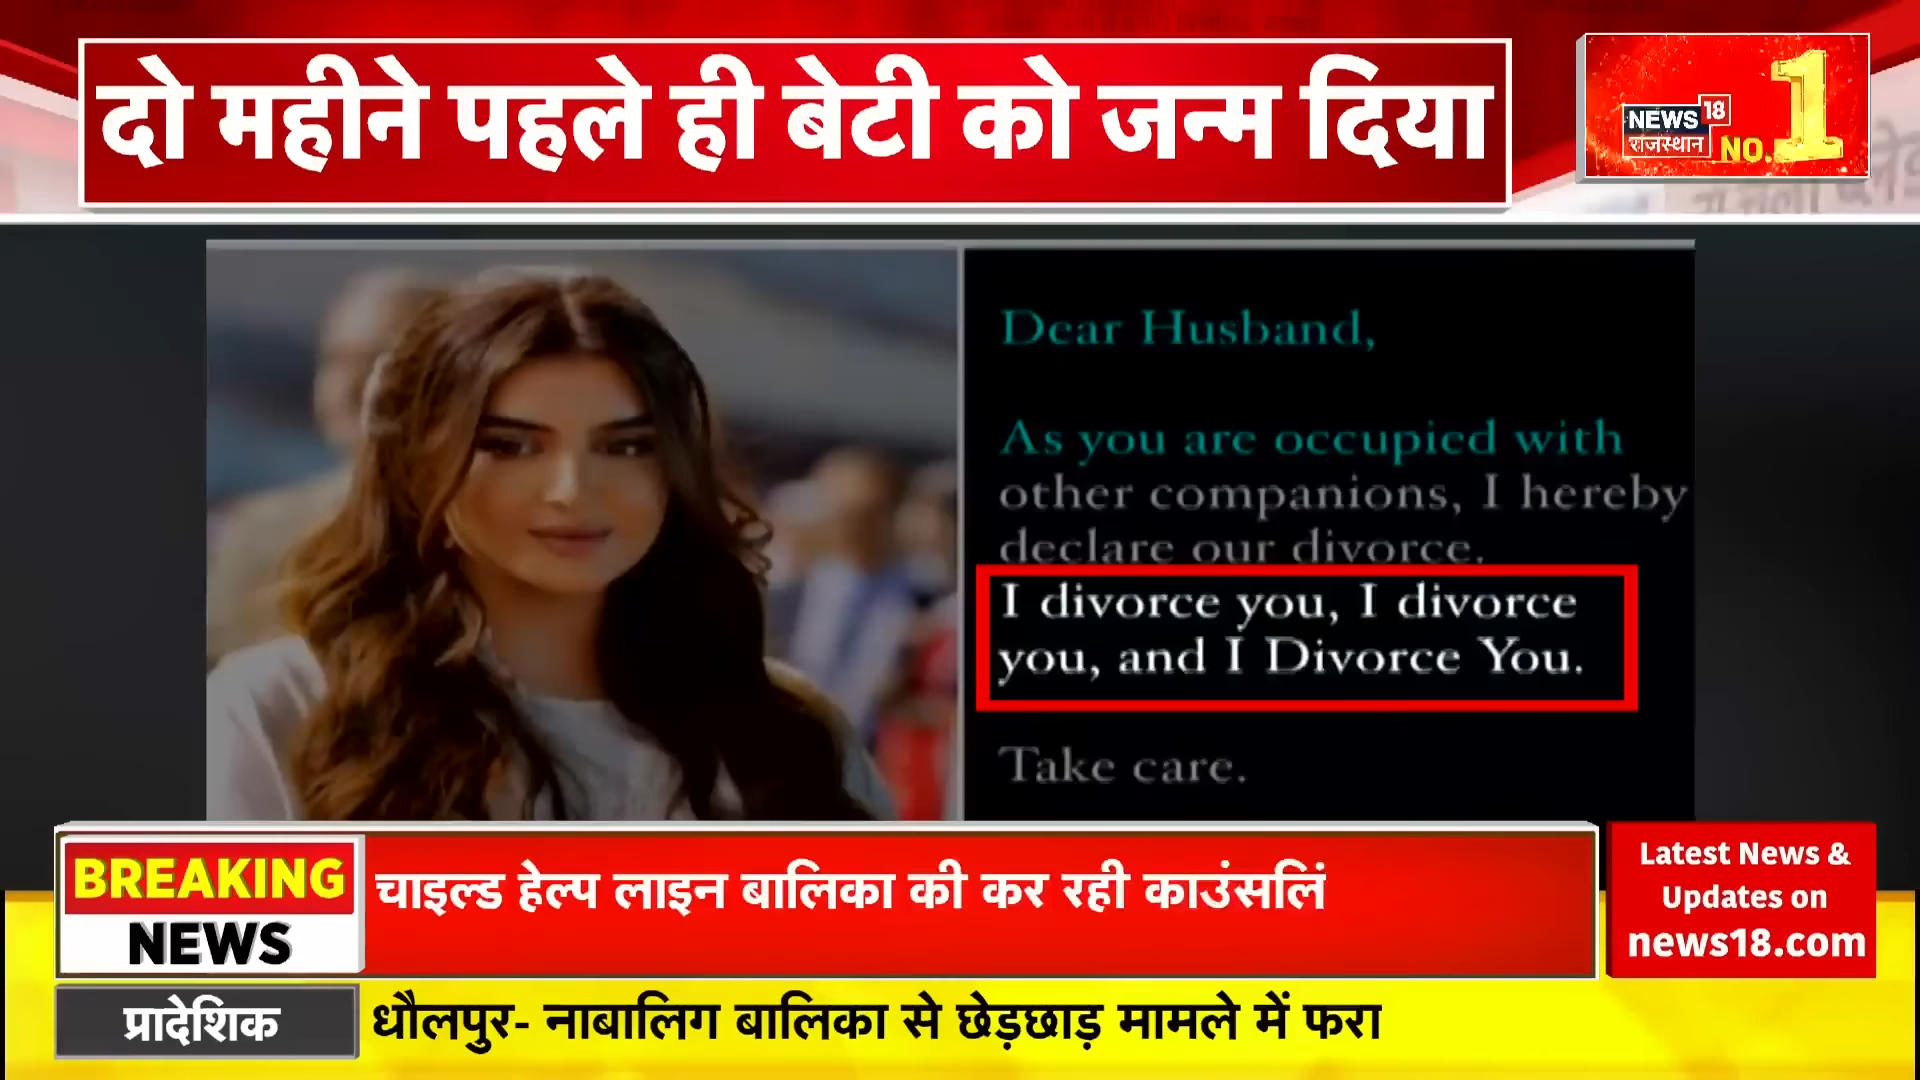 दो महीने पहले ही बेटी को जन्म दिया
NEWS 18
राजस्थान
NO. 1
Dear Husband,
As you are occupied with
other companions, I hereby
declare our divorce.
I divorce you, I divorce
you, and I Divorce You.
Take care.
BREAKING
NEWS
चाइल्ड हेल्प लाइन बालिका की कर रही काउंसलिं
Latest News &
Updates on
news18.com
प्रादेशिक
धौलपुर- नाबालिग बालिका से छेड़छाड़ मामले में फरा